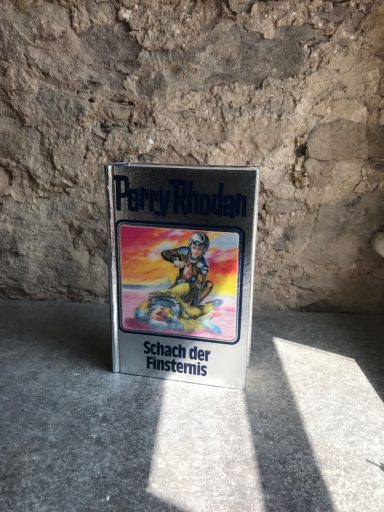 Perry Rhodan
Schach der
Finsternis